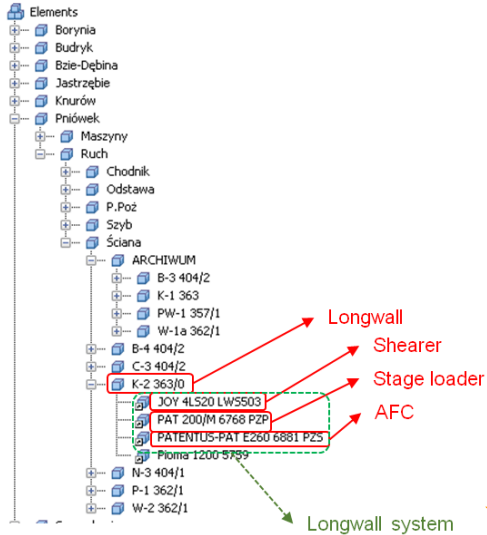 Elements
Borynia
Budryk
Bzie-Dębina
Jastrzębie
Knurów
Pniówek
Maszyny
Ruch
Chodnik
Odstawa
P.Poż
Szyb
Ściana
ARCHIWUM
B-3 404/2
K-1 363
PW-1 357/1
W-1a 362/1
B-4 404/2
C-3 404/2
K-2 363/0
JOY 4LS20 LWS503
PAT 200/M 6768 PZP
PATENTUS-PAT E260 6881 PZS
Pioma 1200 5759
N-3 404/1
P-1 362/1
W-2 362/1
Longwall
Shearer
Stage loader
AFC
Longwall system